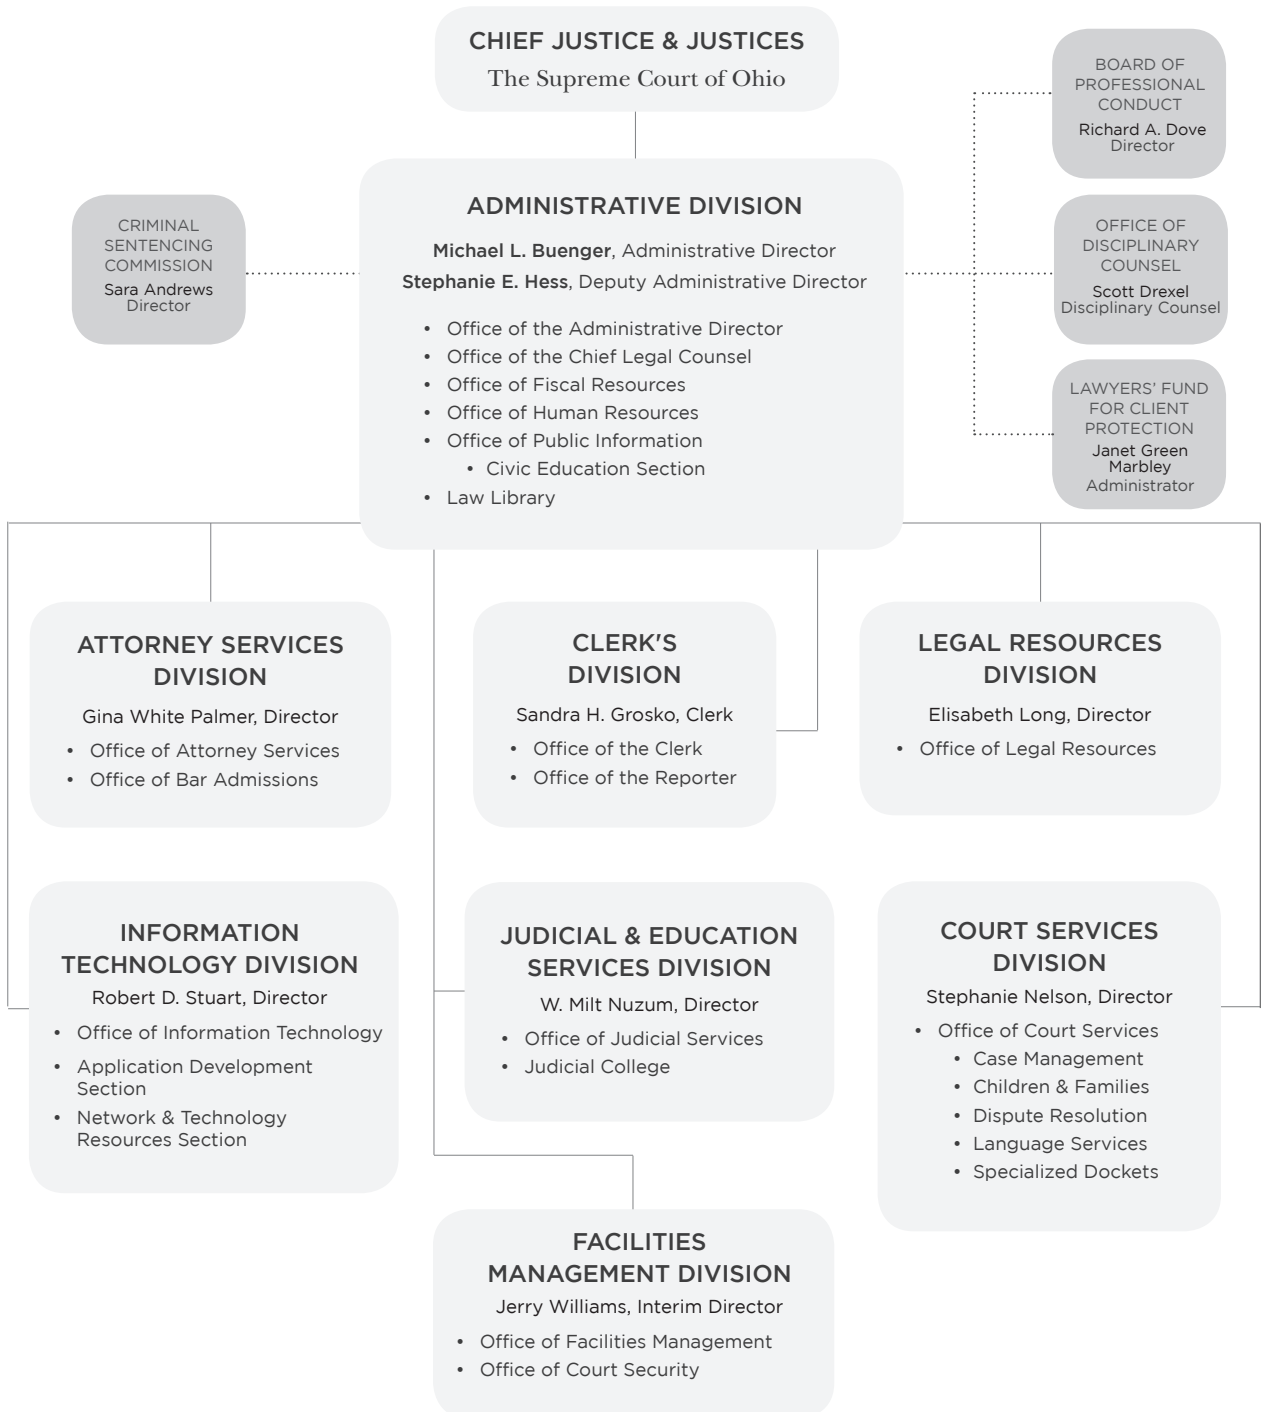 CHIEF JUSTICE & JUSTICES
The Supreme Court of Ohio
BOARD OF
PROFESSIONAL
CONDUCT
Richard A. Dove
Director
ADMINISTRATIVE DIVISION
Michael L. Buenger, Administrative Director
Stephanie E. Hess, Deputy Administrative Director
• Office of the Administrative Director
• Office of the Chief Legal Counsel
• Office of Fiscal Resources
• Office of Human Resources
• Office of Public Information
• Civic Education Section
• Law Library
CRIMINAL
SENTENCING
COMMISSION
Sara Andrews
Director
OFFICE OF
DISCIPLINARY
COUNSEL
Scott Drexel
Disciplinary Counsel
LAWYERS' FUND
FOR CLIENT
PROTECTION
Janet Green
Marbley
Administrator
ATTORNEY SERVICES
DIVISION
Gina White Palmer, Director
• Office of Attorney Services
• Office of Bar Admissions
CLERK'S
DIVISION
Sandra H. Grosko, Clerk
• Office of the Clerk
• Office of the Reporter
LEGAL RESOURCES
DIVISION
Elisabeth Long, Director
• Office of Legal Resources
INFORMATION
TECHNOLOGY DIVISION
Robert D. Stuart, Director
• Office of Information Technology
• Application Development
Section
• Network & Technology
Resources Section
JUDICIAL & EDUCATION
SERVICES DIVISION
W. Milt Nuzum, Director
• Office of Judicial Services
• Judicial College
COURT SERVICES
DIVISION
Stephanie Nelson, Director
• Office of Court Services
• Case Management
• Children & Families
• Dispute Resolution
• Language Services
• Specialized Dockets
FACILITIES
MANAGEMENT DIVISION
Jerry Williams, Interim Director
• Office of Facilities Management
• Office of Court Security